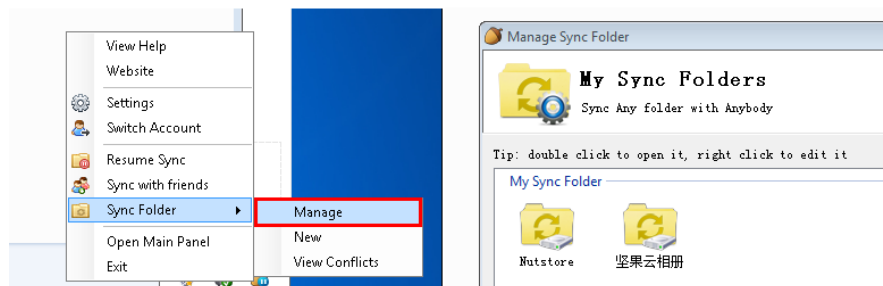 View Help
Website
Settings
Switch Account
Resume Sync
Sync with friends
Sync Folder
Open Main Panel
Exit
Manage
New
View Conflicts
Manage Sync Folder
My Sync Folders
Sync Any folder with Anybody
Tip: double click to open it, right click to edit it
My Sync Folder
Nutstore
坚果云相册